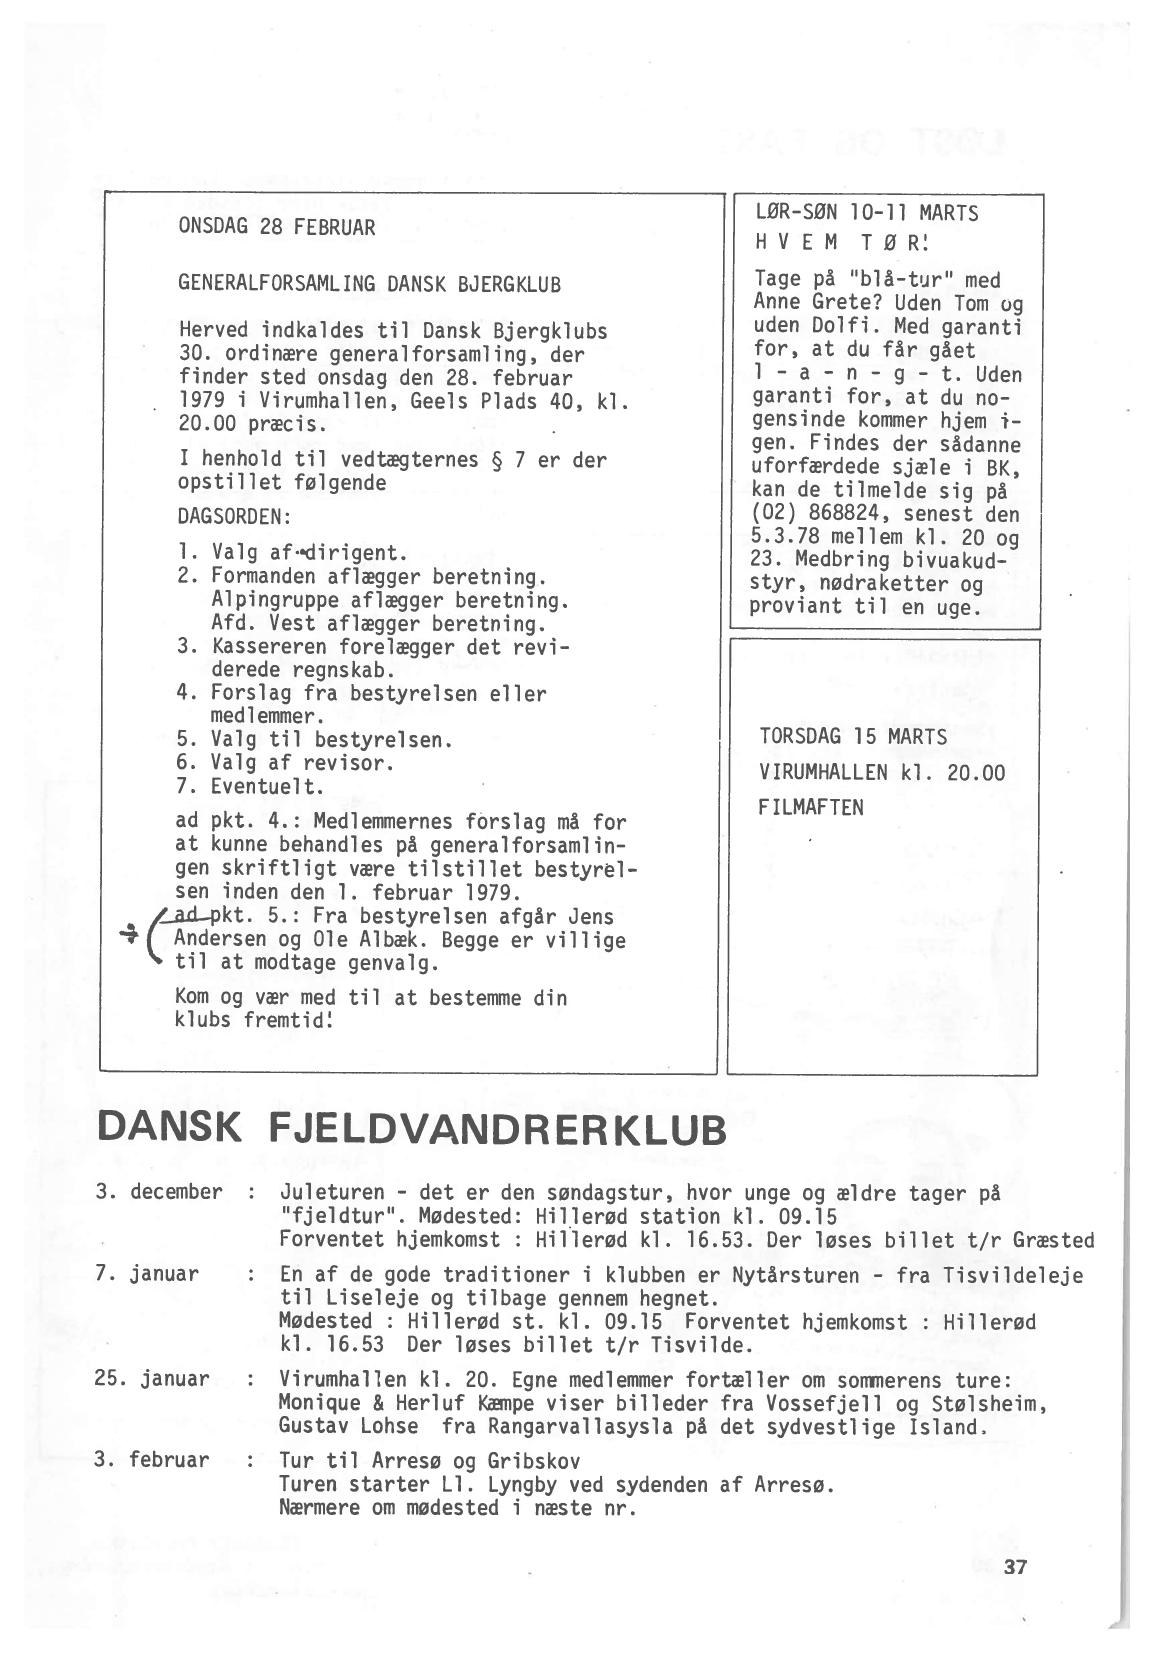 ONSDAG 28 FEBRUAR
GENERALFORSAMLING DANSK BJERGKLUB
Herved indkaldes til Dansk Bjergklubs
30. ordinære generalforsamling, der
finder sted onsdag den 28. februar
1979 i Virumhallen, Geels Plads 40, kl.
20.00 præcis.
I henhold til vedtægternes § 7 er der
opstillet følgende
DAGSORDEN:
1. Valg af dirigent.
2. Formanden aflægger beretning.
Alpingruppe aflægger beretning.
Afd. Vest aflægger beretning.
3. Kassereren forelægger det revi-
derede regnskab.
4. Forslag fra bestyrelsen eller
medlemmer.
5. Valg til bestyrelsen.
6. Valg af revisor.
7. Eventuelt.
ad pkt. 4.: Medlemmernes forslag må for
at kunne behandles på generalforsamlin-
gen skriftligt være tilstillet bestyrel-
sen inden den 1. februar 1979.
ad pkt. 5.: Fra bestyrelsen afgår Jens
Andersen og Ole Albæk. Begge er villige
til at modtage genvalg.
Kom og vær med til at bestemme din
klubs fremtid!
LØR-SØN 10-11 MARTS
H V E M T Ø R!
Tage på "blå-tur" med
Anne Grete? Uden Tom og
uden Dolfi. Med garanti
for, at du får gået
l - a - n - g - t. Uden
garanti for, at du no-
gensinde kommer hjem i-
gen. Findes der sådanne
uforfærdede sjæle i BK,
kan de tilmelde sig på
(02) 868824, senest den
5.3.78 mellem kl. 20 og
23. Medbring bivuakud-
styr, nødraketter og
proviant til en uge.
TORSDAG 15 MARTS
VIRUMHALLEN kl. 20.00
FILMAFTEN
DANSK FJELDVANDRERKLUB
3. december : Juleturen - det er den søndagstur, hvor unge og ældre tager på
"fjeldtur". Mødested: Hillerød station kl. 09.15
Forventet hjemkomst : Hillerød kl. 16.53. Der løses billet t/r Græsted
7. januar : En af de gode traditioner i klubben er Nytårsturen - fra Tisvildeleje
til Liseleje og tilbage gennem hegnet.
Mødested : Hillerød st. kl. 09.15 Forventet hjemkomst : Hillerød
kl. 16.53 Der løses billet t/r Tisvilde.
25. januar : Virumhallen kl. 20. Egne medlemmer fortæller om sommerens ture:
Monique & Herluf Kæmpe viser billeder fra Vossefjell og Stølsheim,
Gustav Lohse fra Rangarvallasysla på det sydvestlige Island.
3. februar : Tur til Arresø og Gribskov
Turen starter Ll. Lyngby ved sydenden af Arresø.
Nærmere om mødested i næste nr.
37